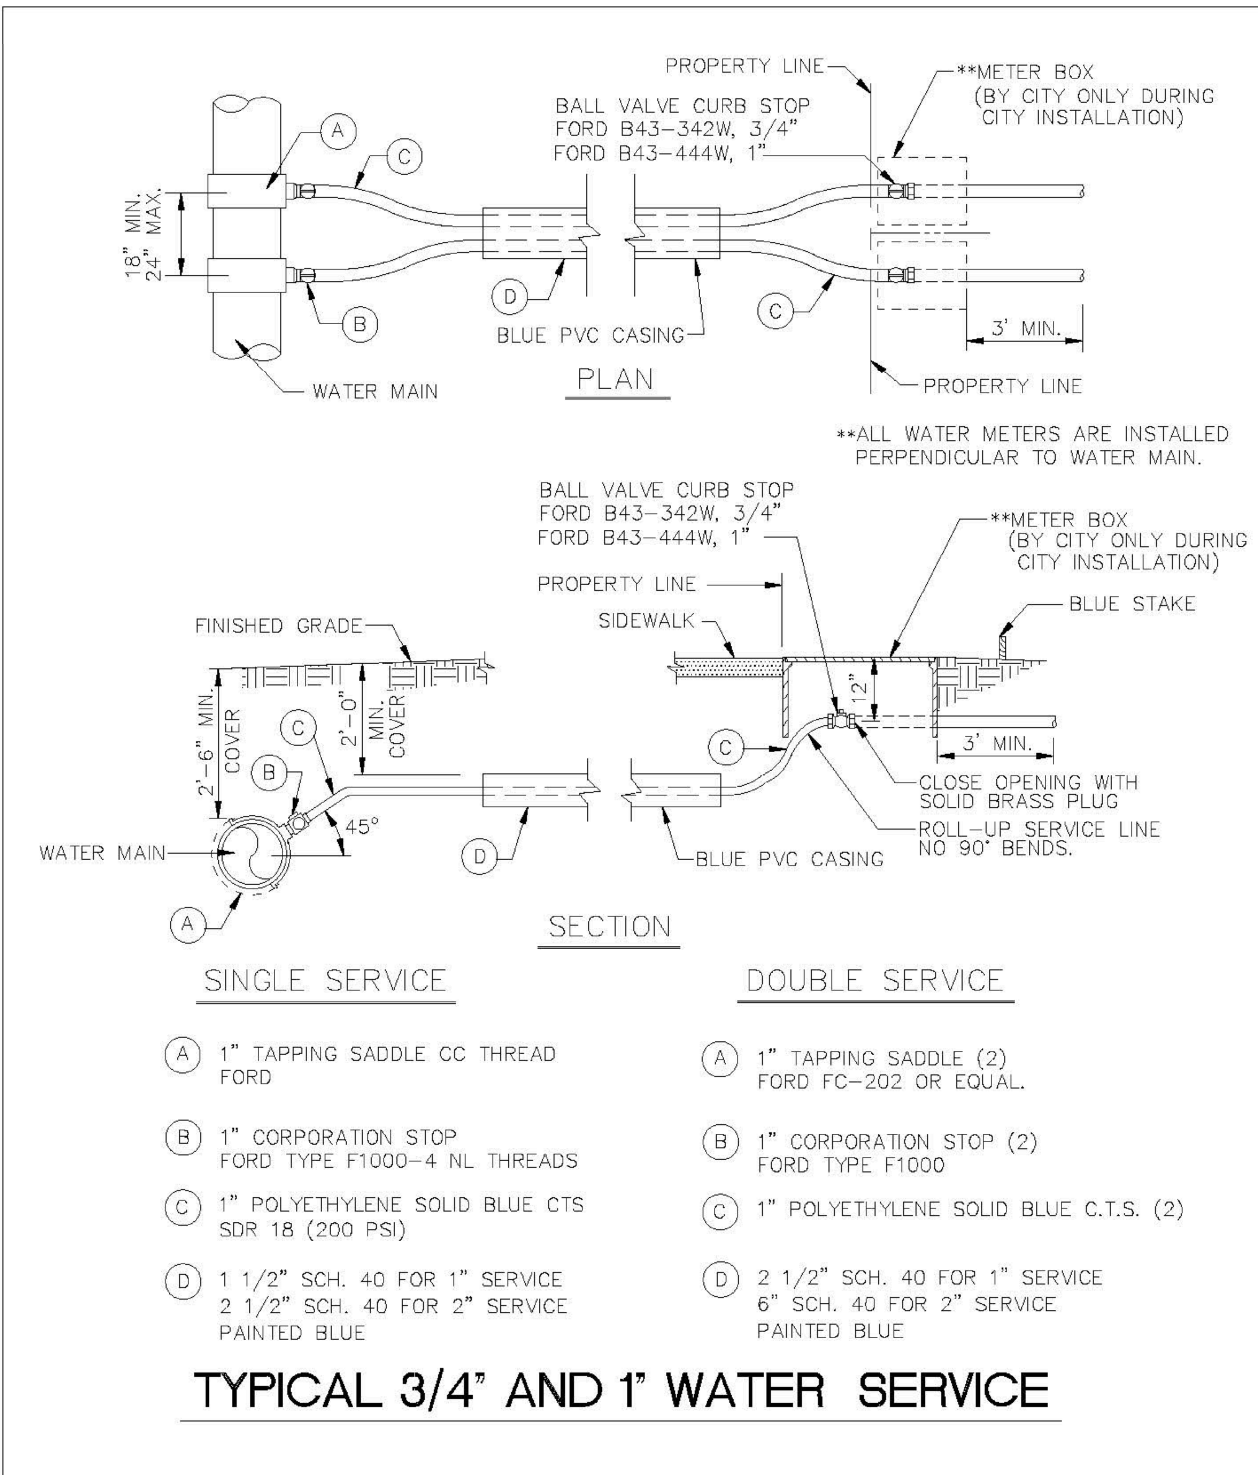 PROPERTY LINE
**METER BOX
(BY CITY ONLY DURING
CITY INSTALLATION)
BALL VALVE CURB STOP
FORD B43-342W, 3/4"
FORD B43-444W, 1"
A
C
18" MIN.
24" MAX.
B
D
C
BLUE PVC CASING
3' MIN.
WATER MAIN
PLAN
PROPERTY LINE
**ALL WATER METERS ARE INSTALLED
PERPENDICULAR TO WATER MAIN.
BALL VALVE CURB STOP
FORD B43-342W, 3/4"
FORD B43-444W, 1"
**METER BOX
(BY CITY ONLY DURING
CITY INSTALLATION)
PROPERTY LINE
BLUE STAKE
SIDEWALK
FINISHED GRADE
2'-6" MIN.
COVER
2'-0"
MIN.
COVER
12"
C
B
C
3' MIN.
CLOSE OPENING WITH
SOLID BRASS PLUG
45°
ROLL-UP SERVICE LINE
NO 90° BENDS.
WATER MAIN
D
BLUE PVC CASING
A
SECTION
SINGLE SERVICE
A 1" TAPPING SADDLE CC THREAD
FORD
B 1" CORPORATION STOP
FORD TYPE F1000-4 NL THREADS
C 1" POLYETHYLENE SOLID BLUE CTS
SDR 18 (200 PSI)
D 1 1/2" SCH. 40 FOR 1" SERVICE
2 1/2" SCH. 40 FOR 2" SERVICE
PAINTED BLUE
DOUBLE SERVICE
A 1" TAPPING SADDLE (2)
FORD FC-202 OR EQUAL.
B 1" CORPORATION STOP (2)
FORD TYPE F1000
C 1" POLYETHYLENE SOLID BLUE C.T.S. (2)
D 2 1/2" SCH. 40 FOR 1" SERVICE
6" SCH. 40 FOR 2" SERVICE
PAINTED BLUE
TYPICAL 3/4" AND 1" WATER SERVICE